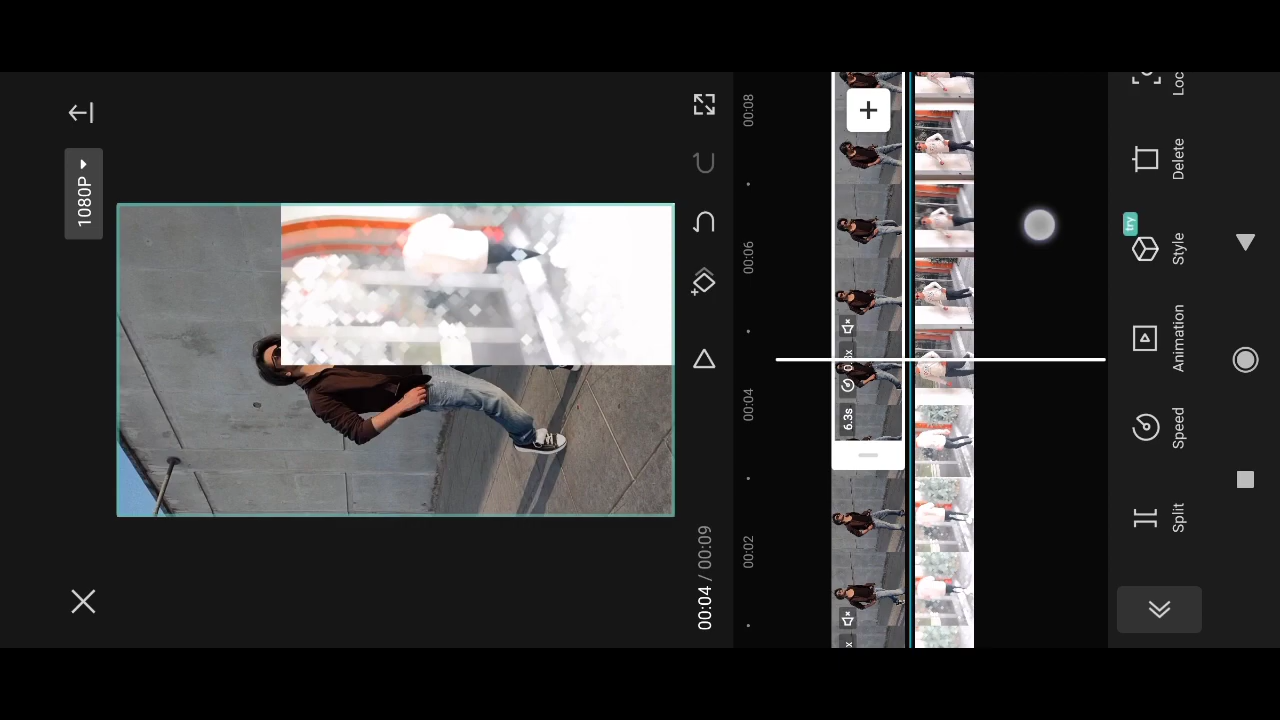 1080P
00:04 / 00:09
00:02
00:04
00:06
00:08
x
6.3s
Split
Speed
Animation
try
Style
Delete